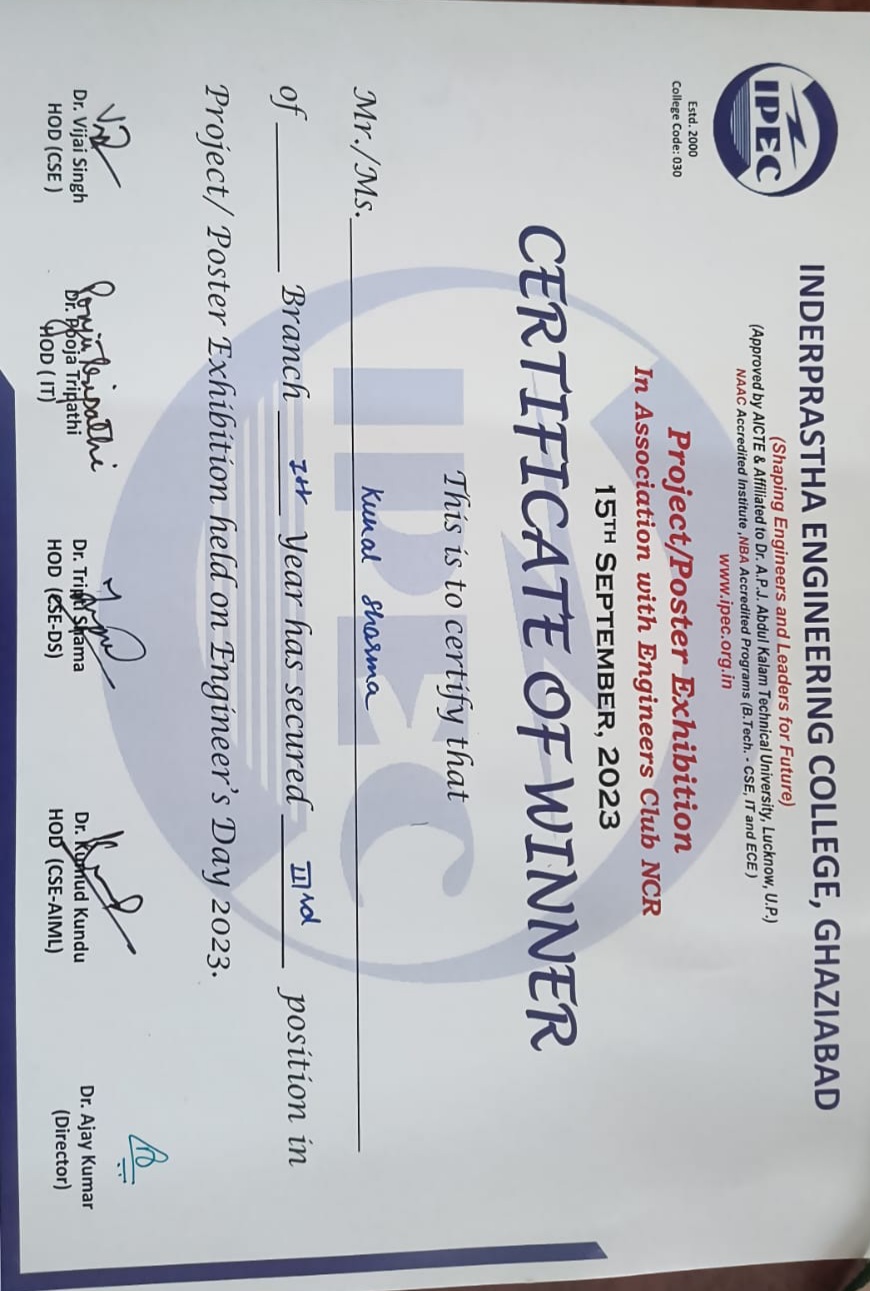 IPEC
Estd. 2000
College Code: 030
INDERPRASTHA ENGINEERING COLLEGE, GHAZIABAD
(Shaping Engineers and Leaders for Future)
(Approved by AICTE & Affiliated to Dr. A.P.J. Abdul Kalam Technical University, Lucknow, U.P.)
NAAC Accredited Institute ,NBA Accredited Programs (B.Tech. - CSE, IT and ECE )
www.ipec.org.in
Project/Poster Exhibition
In Association with Engineers Club NCR
15TH SEPTEMBER, 2023
CERTIFICATE OF WINNER
IPEC
This is to certify that
Mr./Ms. Kunal Sharma
of Branch Ist Year has secured IIIrd position in
Project/ Poster Exhibition held on Engineer's Day 2023.
Pooja Tripathi
Dr. Vijai Singh
HOD (CSE )
Dr. Pooja Tripathi
HOD ( IT)
Dr. Tripti Shama
HOD (CSE-DS)
Dr. Kumud Kundu
HOD (CSE-AIML)
Dr. Ajay Kumar
(Director)